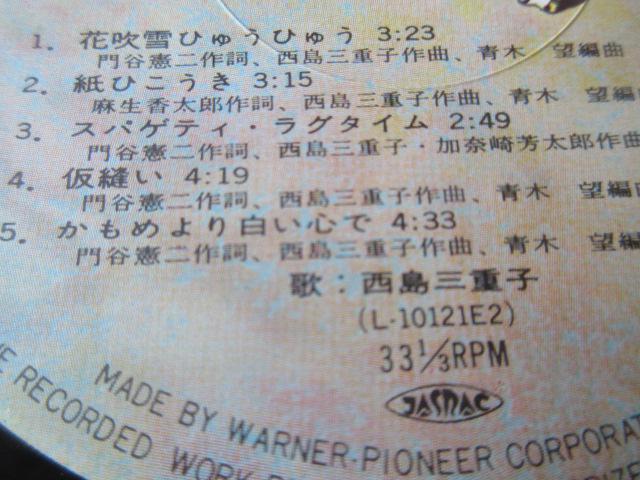 1. 花吹雪ひゅうひゅう 3:23
門谷憲二作詞、西島三重子作曲、青木 望編曲
2. 紙ひこうき 3:15
麻生香太郎作詞、西島三重子作曲、青木 望編曲
3. スパゲティ・ラグタイム 2:49
門谷憲二作詞、西島三重子・加奈崎芳太郎作曲
4. 仮縫い 4:19
門谷憲二作詞、西島三重子作曲、青木 望編
5. かもめより白い心で 4:33
門谷憲二作詞、西島三重子作曲、青木 望編
歌:西島三重子
(L-10121E2)
33 1/3 RPM
JASRAC
MADE BY WARNER-PIONEER CORPORAT
RECORDED WORK